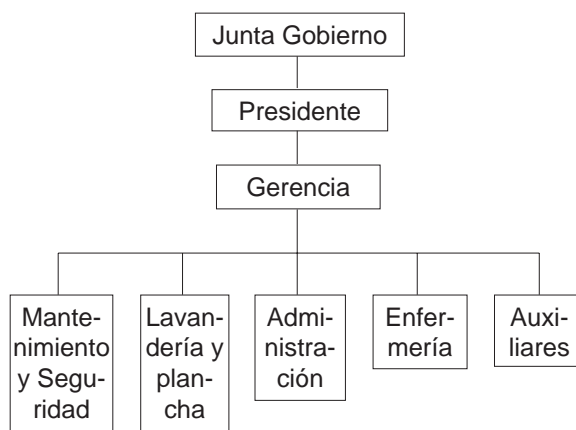 Junta Gobierno
Presidente
Gerencia
Mante-
nimiento
y Segu-
ridad
Lavan-
dería y
plan-
cha
Admi-
nistra-
ción
Enfer-
mería
Auxi-
liares